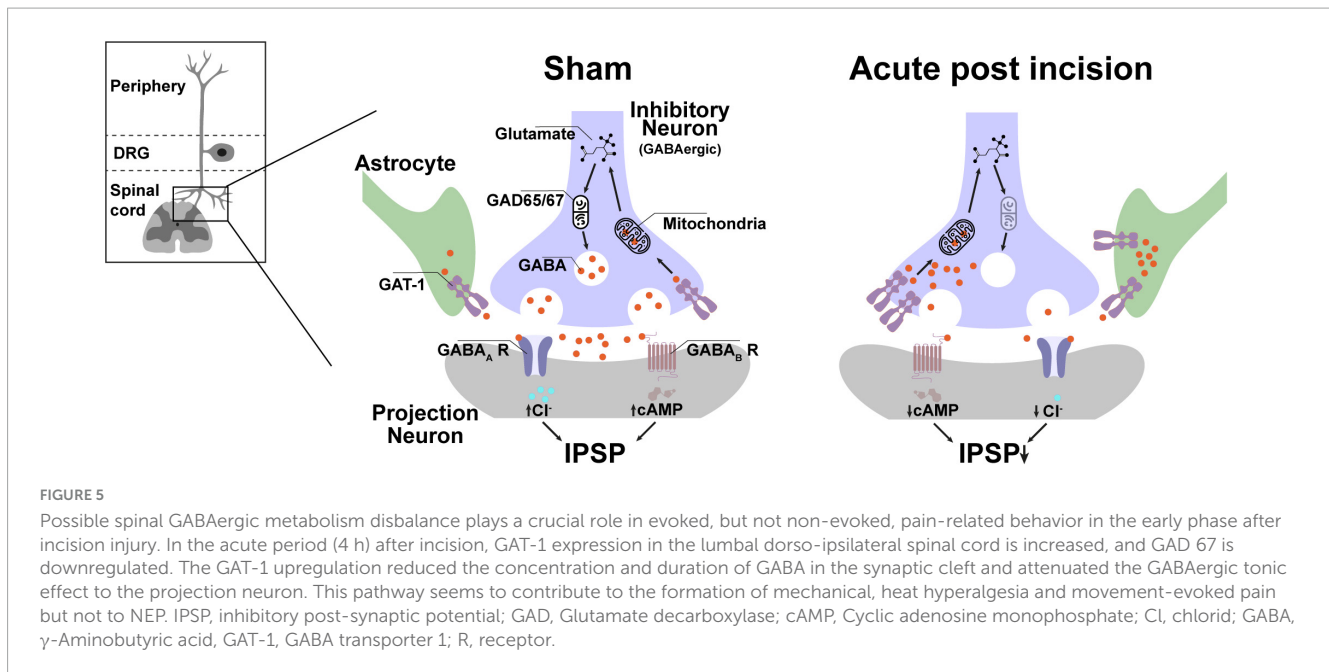 Sham
Acute post incision
Periphery
DRG
Spinal
cord
Astrocyte
Glutamate
Inhibitory
Neuron
(GABAergic)
GAD65/67
Mitochondria
GABA
GAT-1
GABA_A R
GABA_B R
Projection
Neuron
↑Cl⁻
↑cAMP
IPSP
↓cAMP
↓Cl⁻
IPSP↓
FIGURE 5
Possible spinal GABAergic metabolism disbalance plays a crucial role in evoked, but not non-evoked, pain-related behavior in the early phase after
incision injury. In the acute period (4 h) after incision, GAT-1 expression in the lumbal dorso-ipsilateral spinal cord is increased, and GAD 67 is
downregulated. The GAT-1 upregulation reduced the concentration and duration of GABA in the synaptic cleft and attenuated the GABAergic tonic
effect to the projection neuron. This pathway seems to contribute to the formation of mechanical, heat hyperalgesia and movement-evoked pain
but not to NEP. IPSP, inhibitory post-synaptic potential; GAD, Glutamate decarboxylase; cAMP, Cyclic adenosine monophosphate; Cl, chlorid; GABA,
γ-Aminobutyric acid, GAT-1, GABA transporter 1; R, receptor.